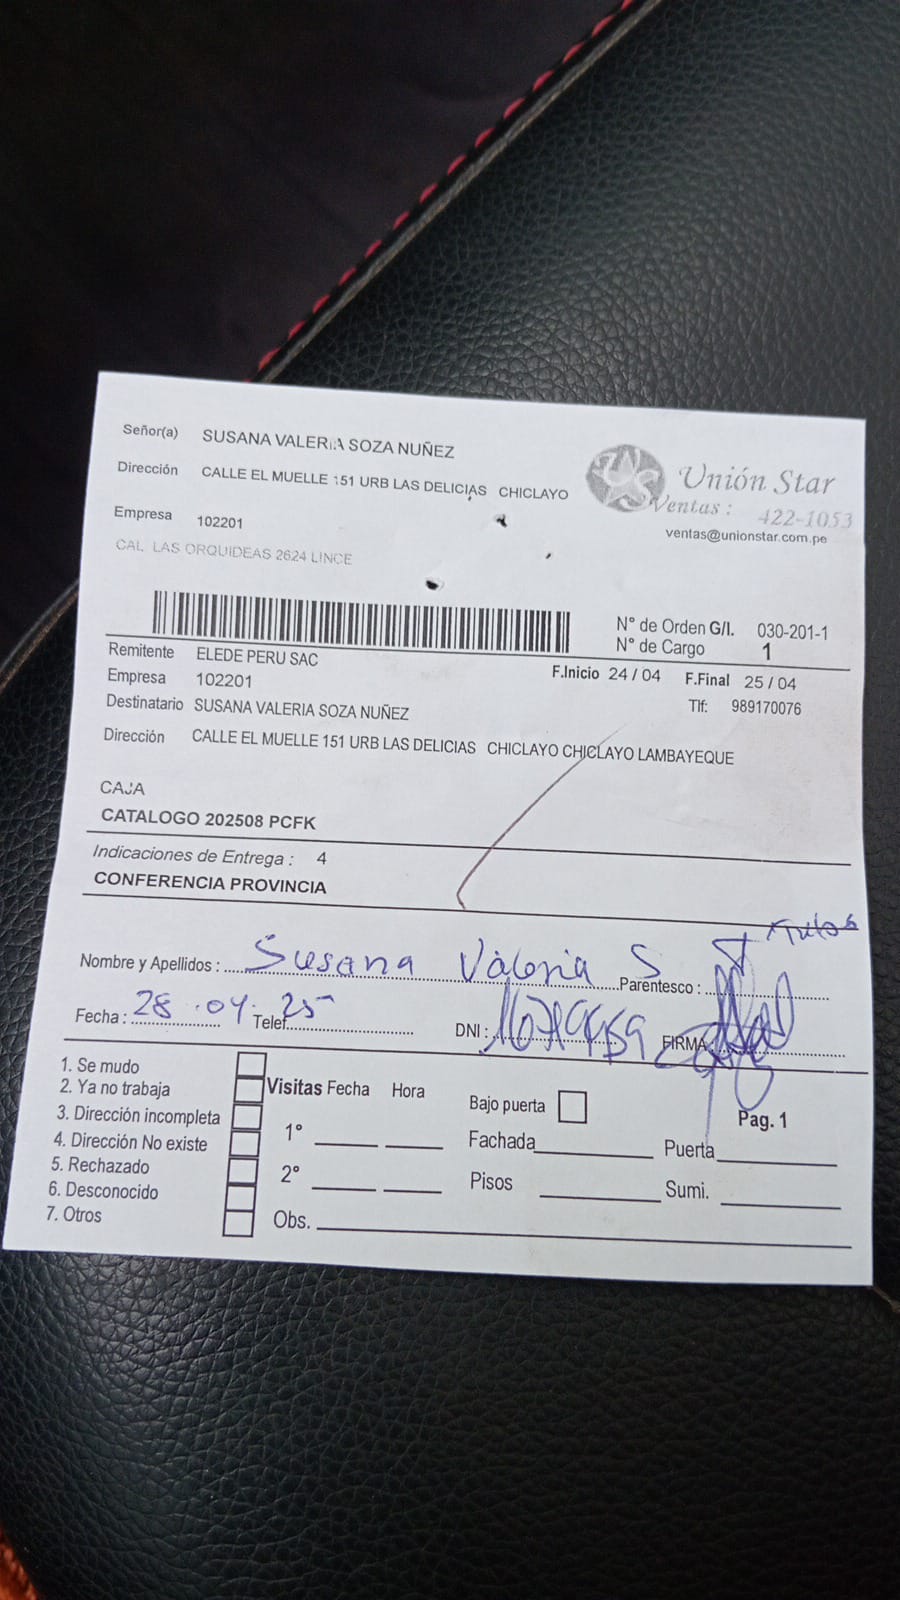 Señor(a) SUSANA VALERIA SOZA NUÑEZ
Dirección CALLE EL MUELLE 151 URB LAS DELICIAS CHICLAYO
Unión Star
Ventas : 422-1053
ventas@unionstar.com.pe
Empresa 102201
CAL LAS ORQUIDEAS 2624 LINCE
N° de Orden G/I. 030-201-1
N° de Cargo 1
Remitente ELEDE PERU SAC
F.Inicio 24 / 04 F.Final 25 / 04
Empresa 102201
Tlf: 989170076
Destinatario SUSANA VALERIA SOZA NUÑEZ
Dirección CALLE EL MUELLE 151 URB LAS DELICIAS CHICLAYO CHICLAYO LAMBAYEQUE
CAJA
CATALOGO 202508 PCFK
Indicaciones de Entrega : 4
CONFERENCIA PROVINCIA
Nombre y Apellidos : Susana Valeria S Parentesco :
Fecha : 28.04.25 Telef. DNI : FIRMA
1. Se mudo
2. Ya no trabaja
3. Dirección incompleta
4. Dirección No existe
5. Rechazado
6. Desconocido
7. Otros
Visitas Fecha Hora
1°
2°
Obs.
Bajo puerta
Pag. 1
Fachada Puerta
Pisos Sumi.